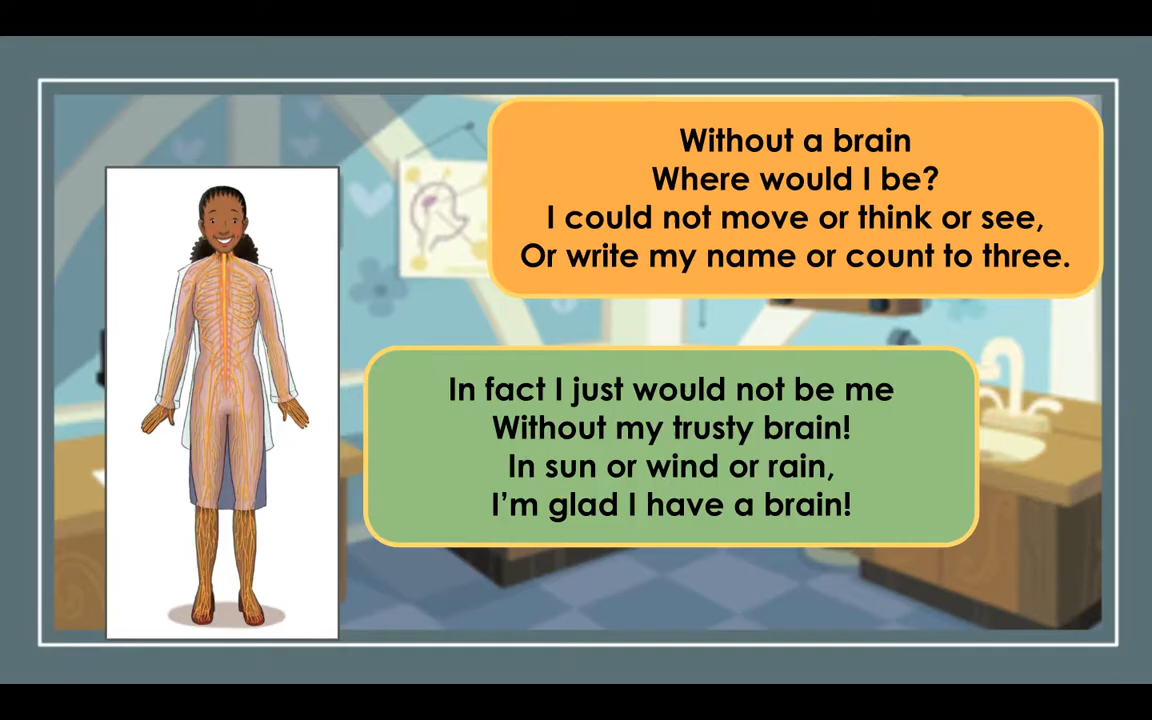 Without a brain
Where would I be?
I could not move or think or see,
Or write my name or count to three.
In fact I just would not be me
Without my trusty brain!
In sun or wind or rain,
I’m glad I have a brain!